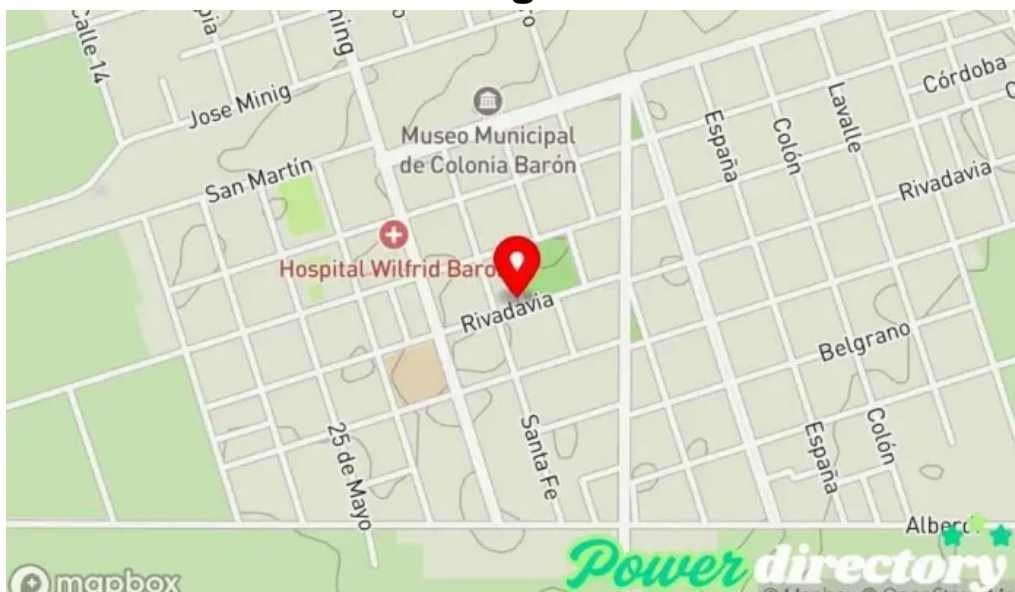 Calle 14
Jose Minig
Museo Municipal
de Colonia Barón
San Martín
España
Colón
Lavalle
Córdoba
Rivadavia
Hospital Wilfrid Baro
Rivadavia
Belgrano
25 de Mayo
Santa Fe
España
Colón
Alberdi
mapbox
Power directory